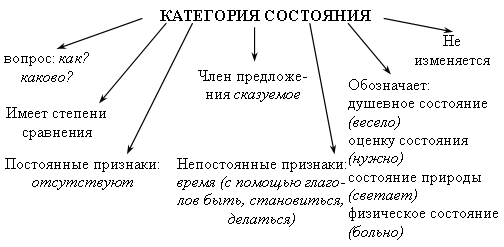 КАТЕГОРИЯ СОСТОЯНИЯ
вопрос: как?
каково?
Имеет степени
сравнения
Постоянные признаки:
отсутствуют
Член предложе-
ния сказуемое
Непостоянные признаки:
время (с помощью глаго-
лов быть, становиться,
делаться)
Не
изменяется
Обозначает:
душевное состояние
(весело)
оценку состояния
(нужно)
состояние природы
(светает)
физическое состояние
(больно)